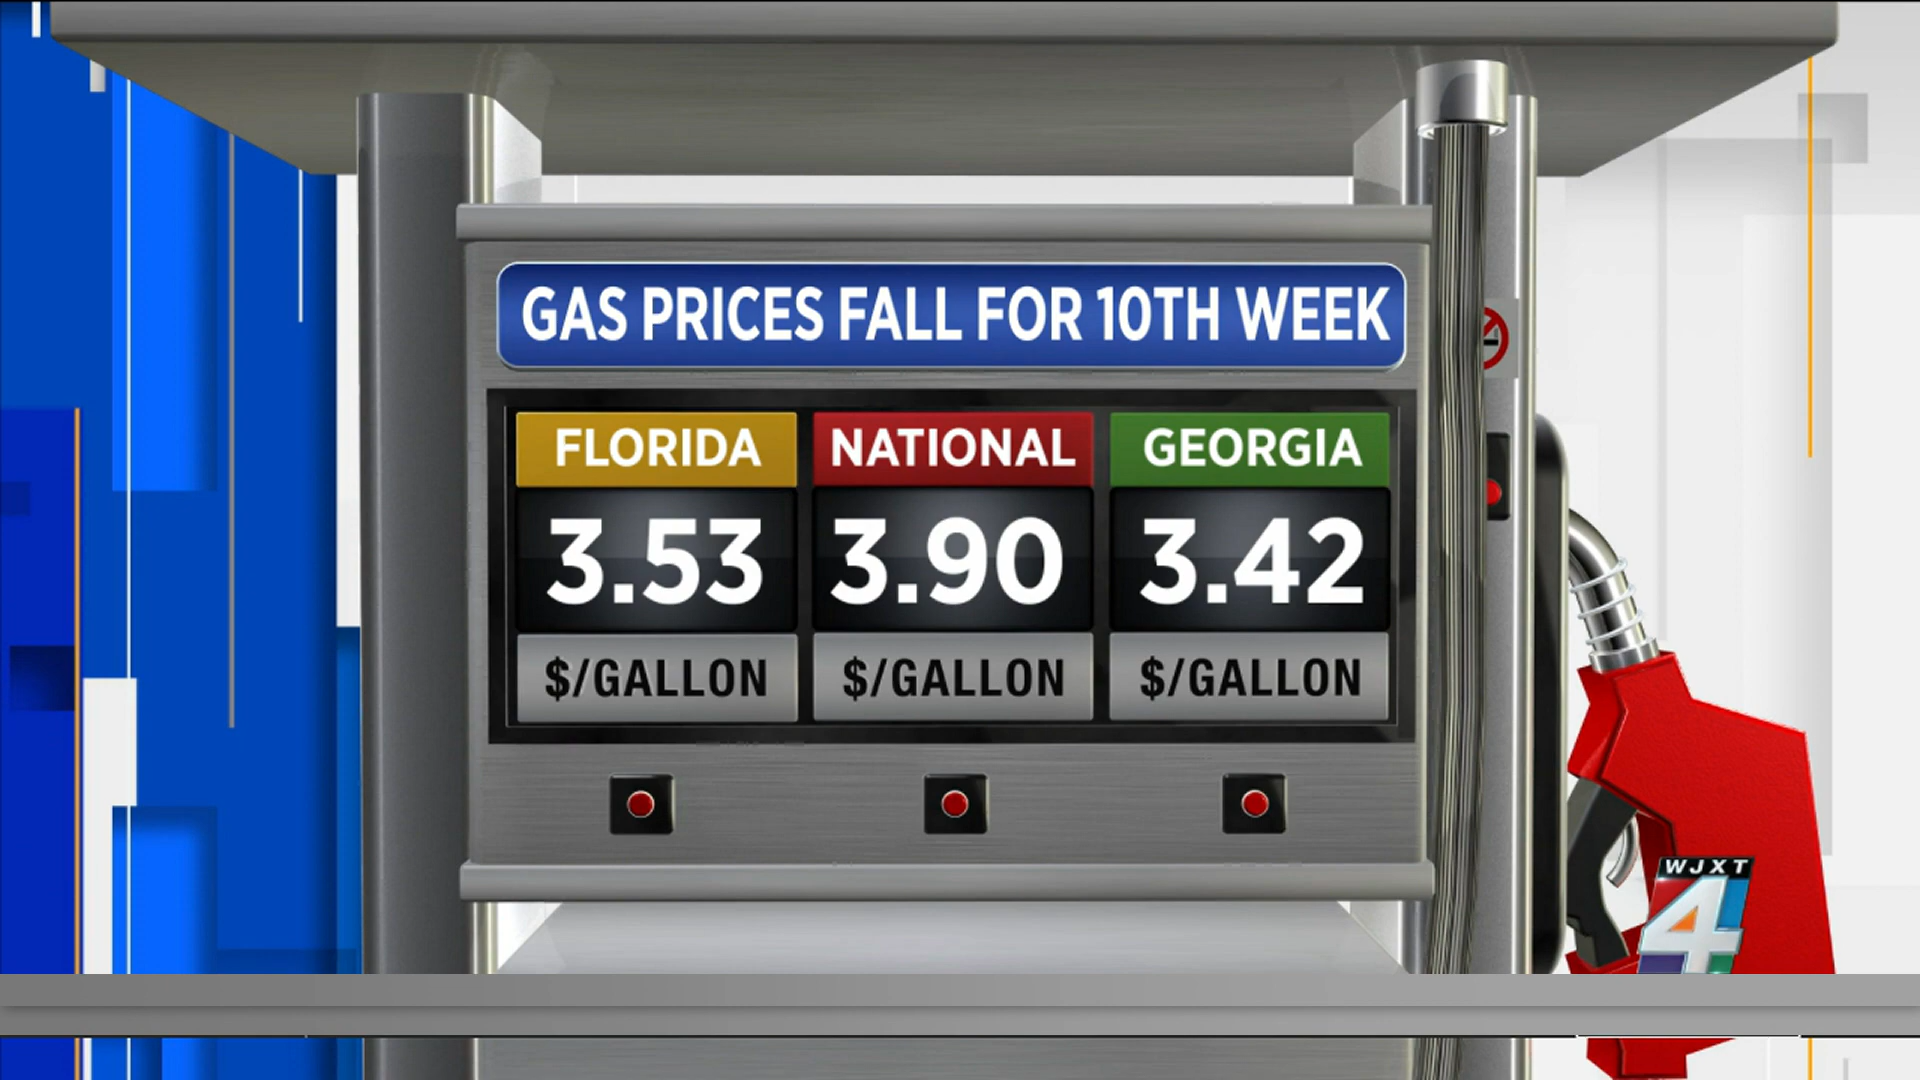 GAS PRICES FALL FOR 10TH WEEK
FLORIDA NATIONAL GEORGIA
3.53 3.90 3.42
$/GALLON $/GALLON $/GALLON
WJXT
4